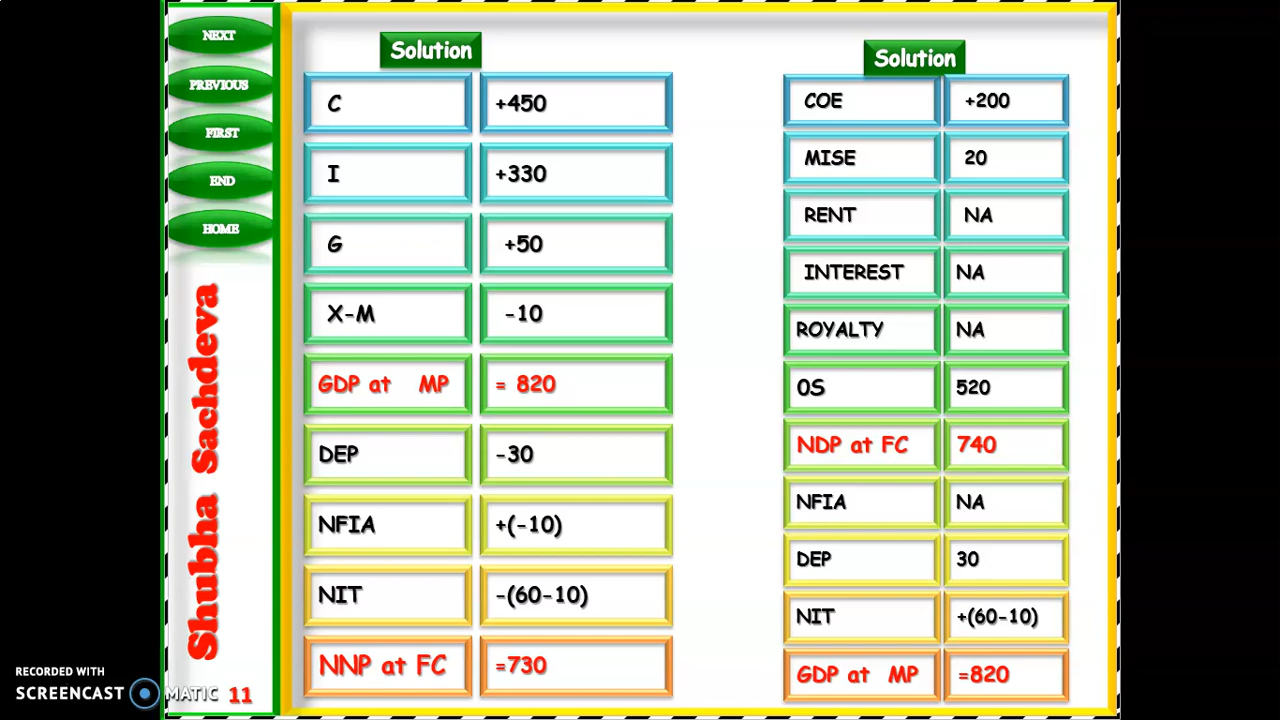 NEXT
PREVIOUS
FIRST
END
HOME
Shubha Sachdeva
Solution
C +450
I +330
G +50
X-M -10
GDP at MP = 820
DEP -30
NFIA +(-10)
NIT -(60-10)
NNP at FC =730
Solution
COE +200
MISE 20
RENT NA
INTEREST NA
ROYALTY NA
OS 520
NDP at FC 740
NFIA NA
DEP 30
NIT +(60-10)
GDP at MP =820
RECORDED WITH
SCREENCAST MATIC
11